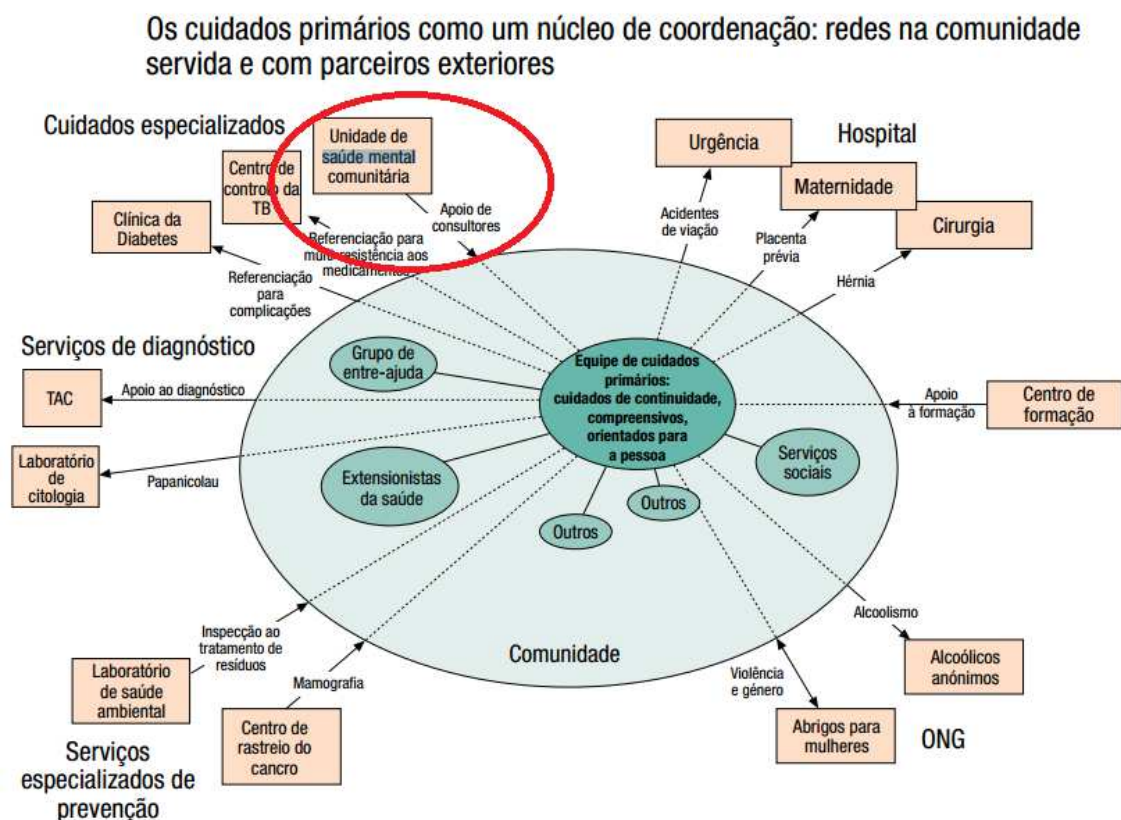 Os cuidados primários como um núcleo de coordenação: redes na comunidade
servida e com parceiros exteriores
Cuidados especializados
Unidade de
saúde mental
comunitária
Centro de
controlo da
TB
Clínica da
Diabetes
Apoio de
consultores
Referenciação para
multi-resistência aos
medicamentos
Referenciação
para
complicações
Hospital
Urgência
Maternidade
Cirurgia
Acidentes
de viação
Placenta
prévia
Hérnia
Serviços de diagnóstico
TAC
Apoio ao diagnóstico
Laboratório
de
citologia
Papanicolau
Grupo de
entre-ajuda
Equipe de cuidados
primários:
cuidados de continuidade,
compreensivos,
orientados para
a pessoa
Extensionistas
da saúde
Outros
Outros
Serviços
sociais
Apoio
à formação
Centro de
formação
Comunidade
Inspecção ao
tratamento de
resíduos
Laboratório
de saúde
ambiental
Mamografia
Centro de
rastreio do
cancro
Serviços
especializados de
prevenção
Alcoolismo
Alcoólicos
anónimos
Violência
e género
Abrigos para
mulheres
ONG